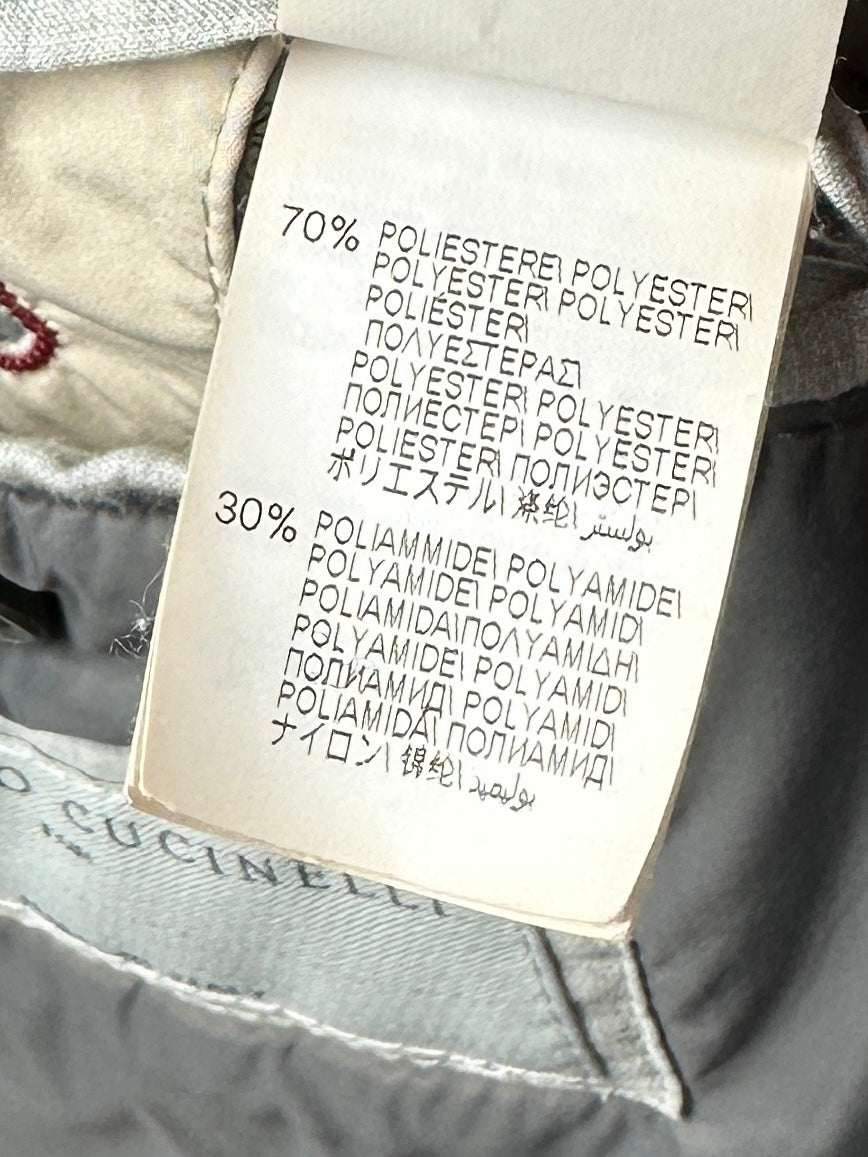 70% POLIESTERE\ POLYESTER\
POLYESTER\ POLYESTER\
POLIÉSTER\
ΠΟΛΥΕΣΤΕΡΑΣ\
POLYESTER\ POLYESTER\
ПОЛИЕСТЕР\ POLYESTER\
POLIESTER\ ПОЛИЭСТЕР\
ポリエステル\ 涤纶\ بوليستر
30% POLIAMMIDE\ POLYAMIDE\
POLYAMIDE\ POLYAMID\
POLIAMIDA\ΠΟΛΥΑΜΙΔΗ\
POLYAMIDE\ POLYAMID\
ПОЛИАМИД\ POLYAMID\
POLIAMIDA\ ПОЛИАМИД\
ナイロン\ 锦纶\ بوليميد
O CUCINELLI